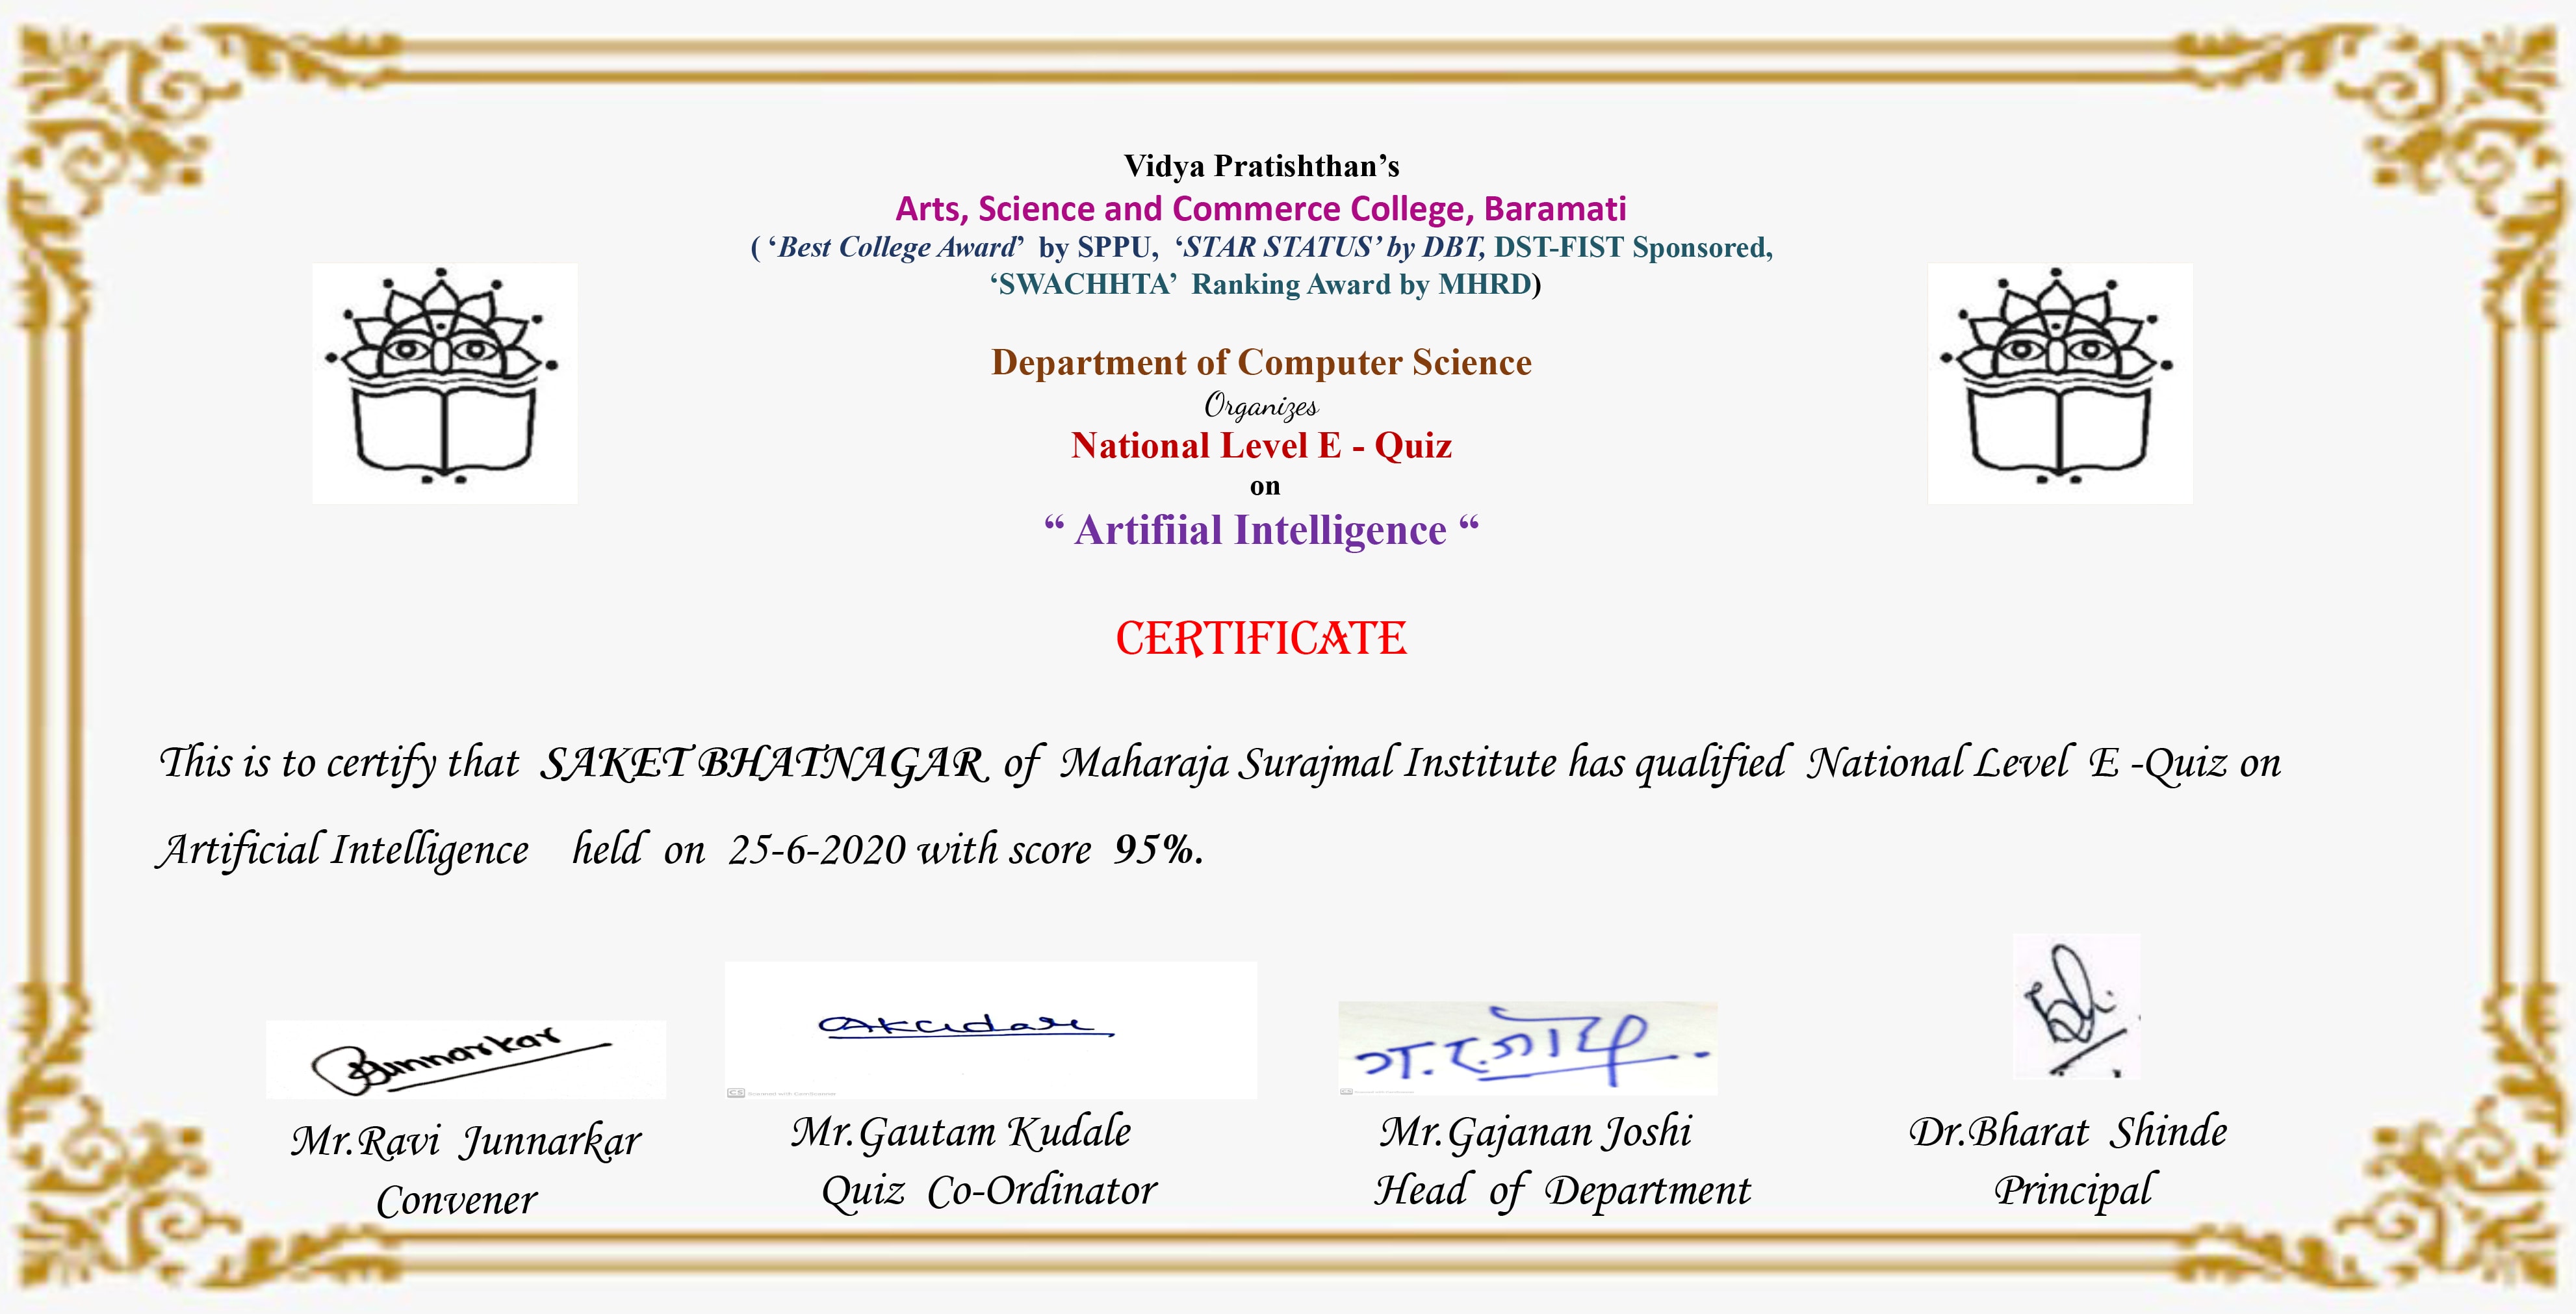 Vidya Pratishthan’s
Arts, Science and Commerce College, Baramati
( ‘Best College Award’ by SPPU, ‘STAR STATUS’ by DBT, DST-FIST Sponsored,
‘SWACHHTA’ Ranking Award by MHRD)
Department of Computer Science
Organizes
National Level E - Quiz
on
“ Artifiial Intelligence “
CERTIFICATE
This is to certify that SAKET BHATNAGAR of Maharaja Surajmal Institute has qualified National Level E -Quiz on
Artificial Intelligence held on 25-6-2020 with score 95%.
Junnarkar
Akudale
ग. र. जोशी
CS Scanned with CamScanner
Mr.Ravi Junnarkar
Mr.Gautam Kudale
Mr.Gajanan Joshi
Dr.Bharat Shinde
Convener
Quiz Co-Ordinator
Head of Department
Principal